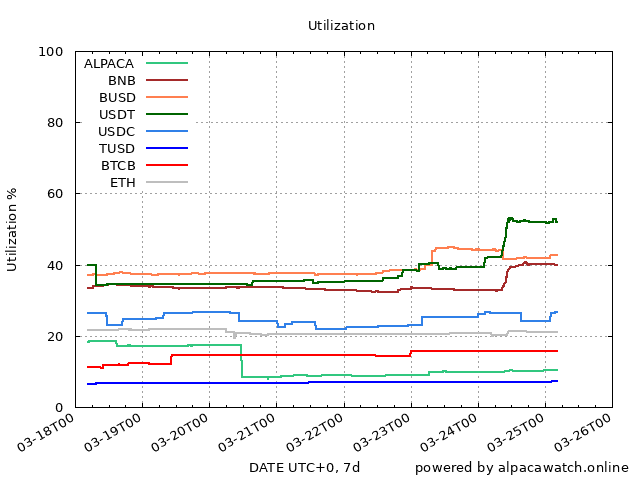 Utilization
100
80
60
40
20
0
Utilization %
ALPACA
BNB
BUSD
USDT
USDC
TUSD
BTCB
ETH
03-18T00
03-19T00
03-20T00
03-21T00
03-22T00
03-23T00
03-24T00
03-25T00
03-26T00
DATE UTC+0, 7d
powered by alpacawatch.online